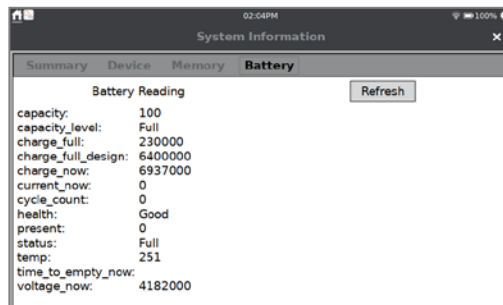 02:04PM 100%
System Information
Summary Device Memory Battery
Battery Reading Refresh
capacity: 100
capacity_level: Full
charge_full: 230000
charge_full_design: 6400000
charge_now: 6937000
current_now: 0
cycle_count: 0
health: Good
present: 0
status: Full
temp: 251
time_to_empty_now:
voltage_now: 4182000